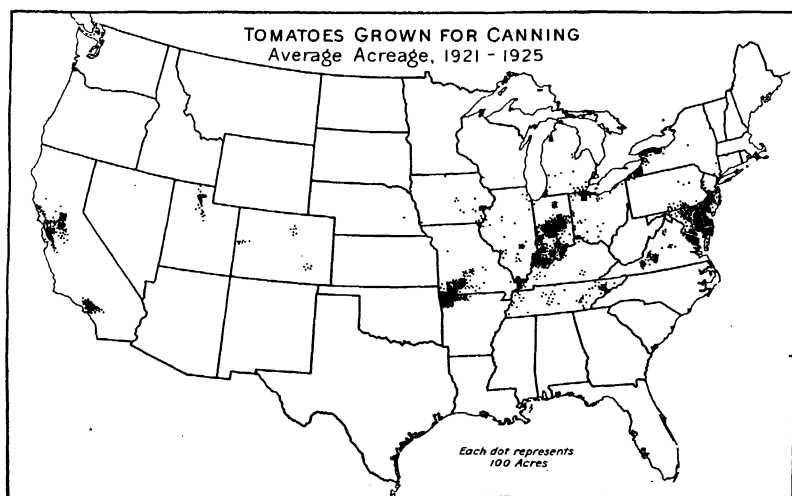 TOMATOES GROWN FOR CANNING
Average Acreage, 1921 - 1925
Each dot represents
100 Acres